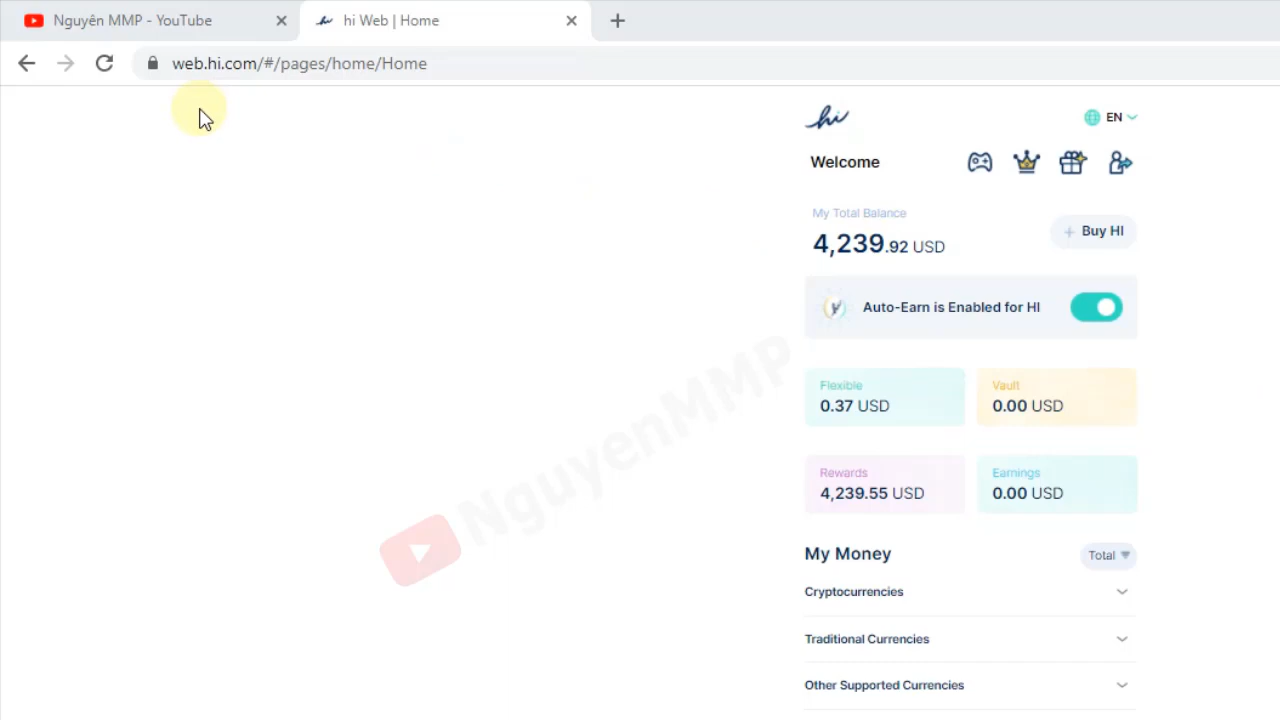 Nguyên MMP - YouTube
hi Web | Home
web.hi.com/#/pages/home/Home
hi
EN
Welcome
My Total Balance
4,239.92 USD
+ Buy HI
Auto-Earn is Enabled for HI
Flexible
0.37 USD
Vault
0.00 USD
Rewards
4,239.55 USD
Earnings
0.00 USD
NguyenMMP
My Money
Total
Cryptocurrencies
Traditional Currencies
Other Supported Currencies